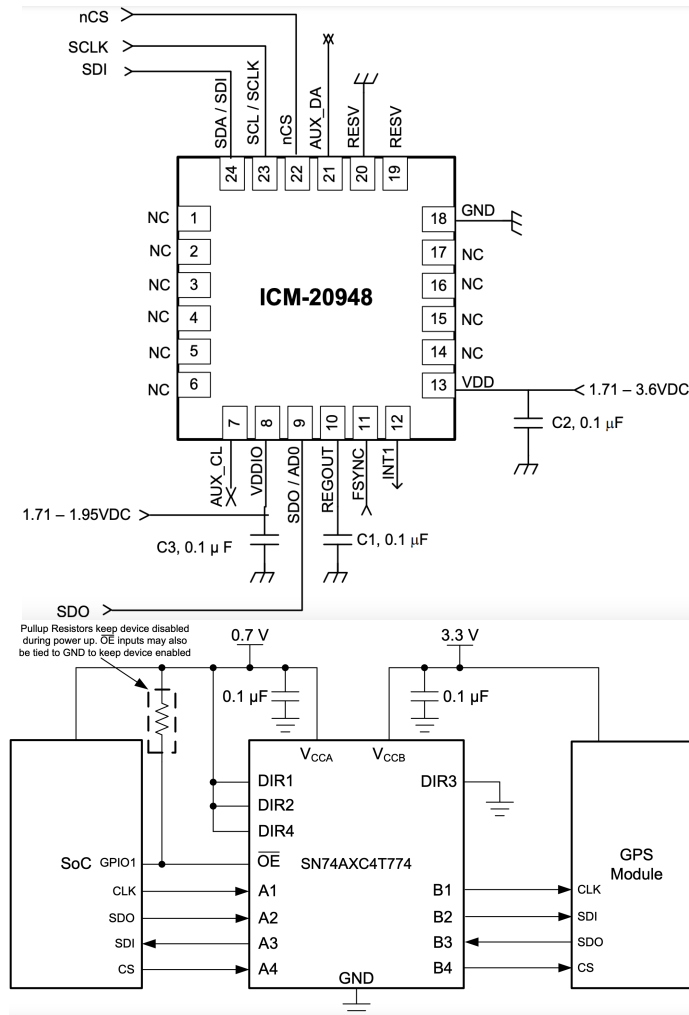 nCS
SCLK
SDI
SDA / SDI
SCL / SCLK
nCS
AUX_DA
RESV
RESV
24
23
22
21
20
19
NC 1
NC 2
NC 3
NC 4
NC 5
NC 6
ICM-20948
18 GND
17 NC
16 NC
15 NC
14 NC
13 VDD
1.71 – 3.6VDC
C2, 0.1 µF
7
8
9
10
11
12
AUX_CL
VDDIO
SDO / AD0
REGOUT
FSYNC
INT1
1.71 – 1.95VDC
C3, 0.1 µ F
C1, 0.1 µF
SDO
Pullup Resistors keep device disabled
during power up. OE inputs may also
be tied to GND to keep device enabled
0.7 V
3.3 V
0.1 µF
0.1 µF
VCCA
VCCB
DIR1
DIR2
DIR4
DIR3
SoC GPIO1
OE
SN74AXC4T774
GPS
Module
CLK
A1
B1
CLK
SDO
A2
B2
SDI
SDI
A3
B3
SDO
CS
A4
B4
CS
GND